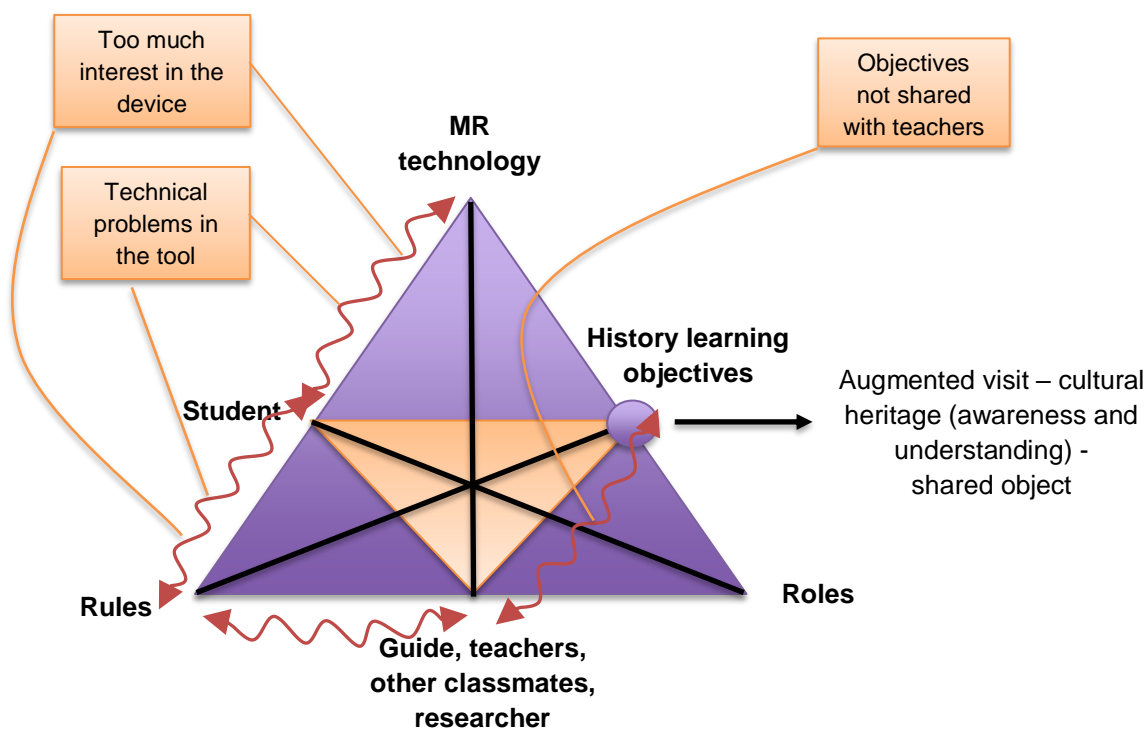 Too much
interest in the
device
Objectives
not shared
with teachers
MR
technology
Technical
problems in
the tool
History learning
objectives
Student
Augmented visit – cultural
heritage (awareness and
understanding) -
shared object
Rules
Roles
Guide, teachers,
other classmates,
researcher